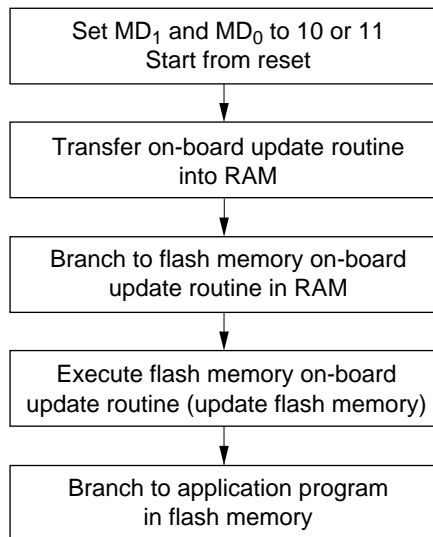 Set MD₁ and MD₀ to 10 or 11
Start from reset
Transfer on-board update routine
into RAM
Branch to flash memory on-board
update routine in RAM
Execute flash memory on-board
update routine (update flash memory)
Branch to application program
in flash memory